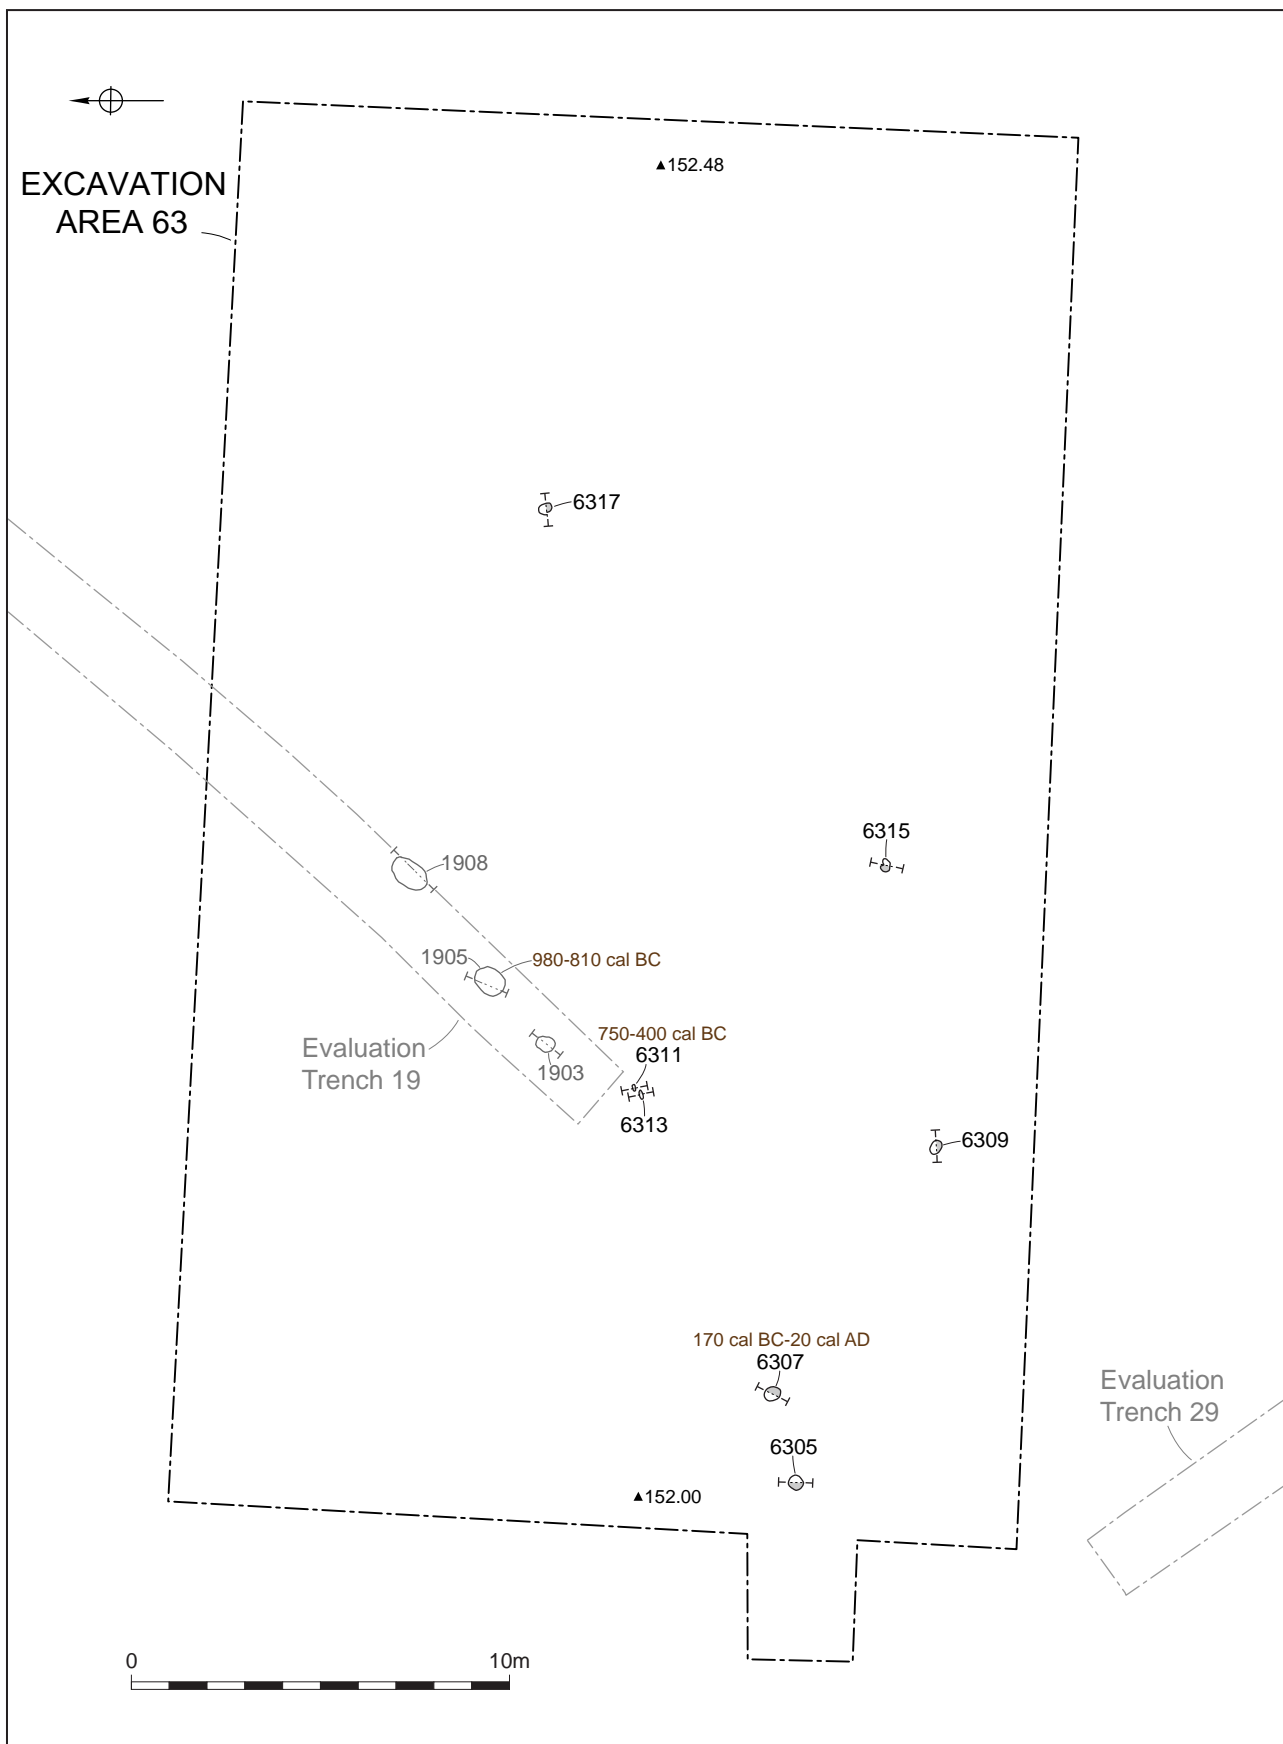 ▲152.48
EXCAVATION
AREA 63
6317
6315
1908
1905
980-810 cal BC
750-400 cal BC
Evaluation
Trench 19
6311
1903
6313
6309
170 cal BC-20 cal AD
6307
Evaluation
Trench 29
6305
▲152.00
0 10m